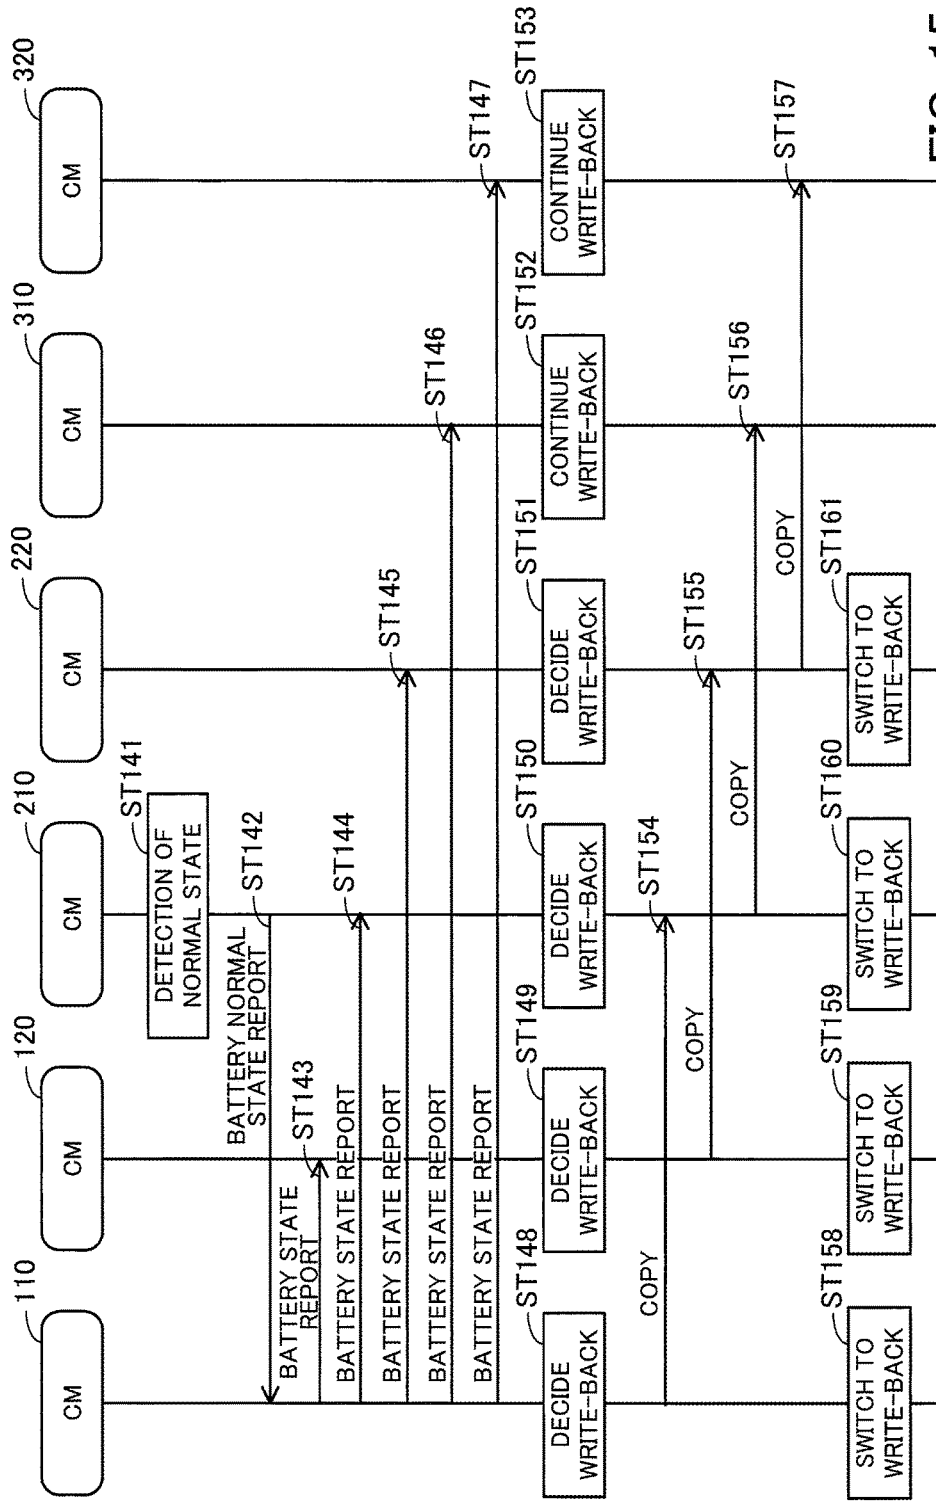 110
CM
120
CM
210
CM
220
CM
310
CM
320
CM
ST141
DETECTION OF
NORMAL STATE
ST142
BATTERY NORMAL
STATE REPORT
ST143
BATTERY STATE
REPORT
ST144
BATTERY STATE REPORT
ST145
BATTERY STATE REPORT
ST146
BATTERY STATE REPORT
ST147
BATTERY STATE REPORT
ST148
DECIDE
WRITE-BACK
ST149
DECIDE
WRITE-BACK
ST150
DECIDE
WRITE-BACK
ST151
DECIDE
WRITE-BACK
ST152
CONTINUE
WRITE-BACK
ST153
CONTINUE
WRITE-BACK
ST154
COPY
ST155
COPY
ST156
COPY
ST157
COPY
ST158
SWITCH TO
WRITE-BACK
ST159
SWITCH TO
WRITE-BACK
ST160
SWITCH TO
WRITE-BACK
ST161
SWITCH TO
WRITE-BACK